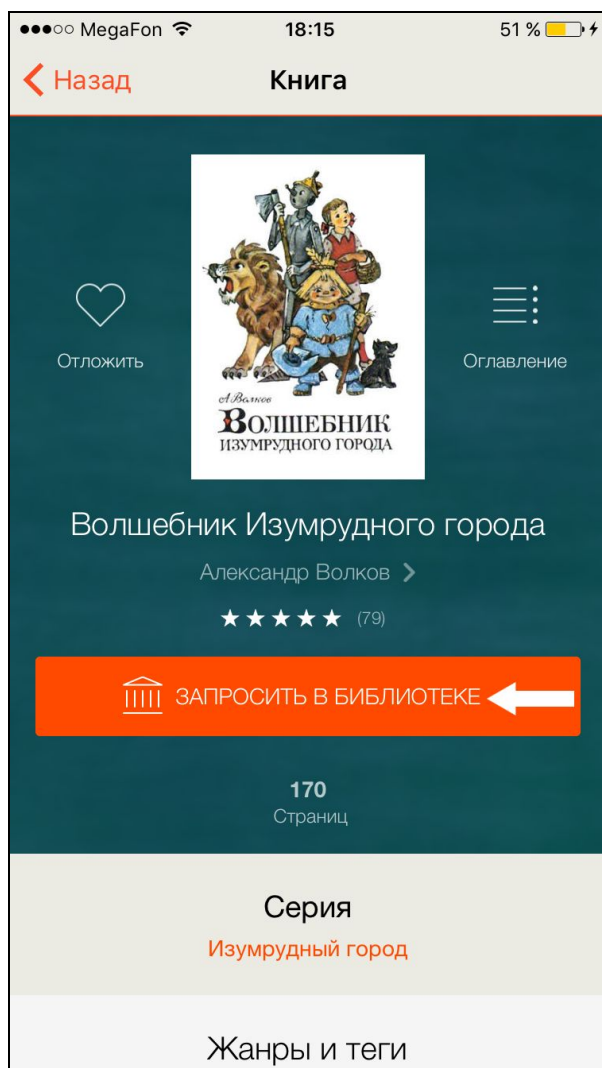 MegaFon 18:15 51 %
Назад Книга
Отложить
Оглавление
А. Волков
ВОЛШЕБНИК
ИЗУМРУДНОГО ГОРОДА
Волшебник Изумрудного города
Александр Волков
(79)
ЗАПРОСИТЬ В БИБЛИОТЕКЕ
170
Страниц
Серия
Изумрудный город
Жанры и теги